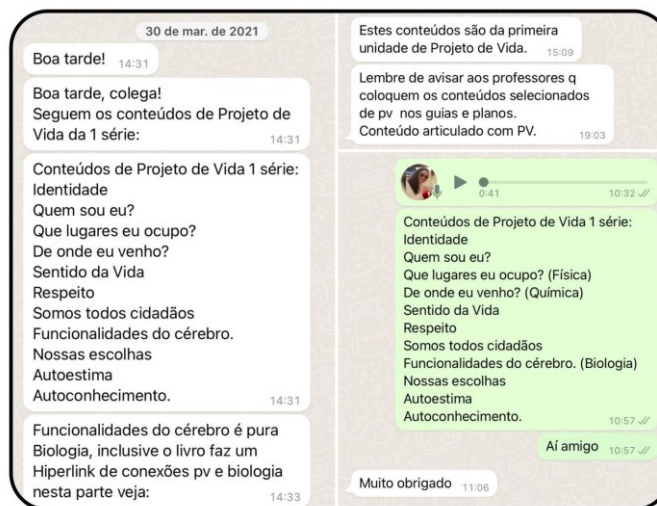 30 de mar. de 2021
Boa tarde! 14:31
Boa tarde, colega!
Seguem os conteúdos de Projeto de
Vida da 1 série: 14:31
Conteúdos de Projeto de Vida 1 série:
Identidade
Quem sou eu?
Que lugares eu ocupo?
De onde eu venho?
Sentido da Vida
Respeito
Somos todos cidadãos
Funcionalidades do cérebro.
Nossas escolhas
Autoestima
Autoconhecimento. 14:31
Funcionalidades do cérebro é pura
Biologia, inclusive o livro faz um
Hiperlink de conexões pv e biologia
nesta parte veja: 14:33
Estes conteúdos são da primeira
unidade de Projeto de Vida. 15:09
Lembre de avisar aos professores q
coloquem os conteúdos selecionados
de pv nos guias e planos.
Conteúdo articulado com PV. 19:03
0:41 10:32
Conteúdos de Projeto de Vida 1 série:
Identidade
Quem sou eu?
Que lugares eu ocupo? (Física)
De onde eu venho? (Química)
Sentido da Vida
Respeito
Somos todos cidadãos
Funcionalidades do cérebro. (Biologia)
Nossas escolhas
Autoestima
Autoconhecimento. 10:57
Aí amigo 10:57
Muito obrigado 11:06